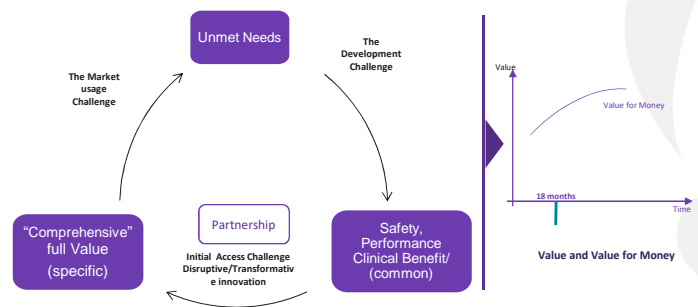 Unmet Needs
The
Development
Challenge
The Market
usage
Challenge
Partnership
"Comprehensive"
full Value
(specific)
Initial Access Challenge
Disruptive/Transformativ
e innovation
Safety,
Performance
Clinical Benefit/
(common)
Value
Value for Money
18 months
Time
Value and Value for Money